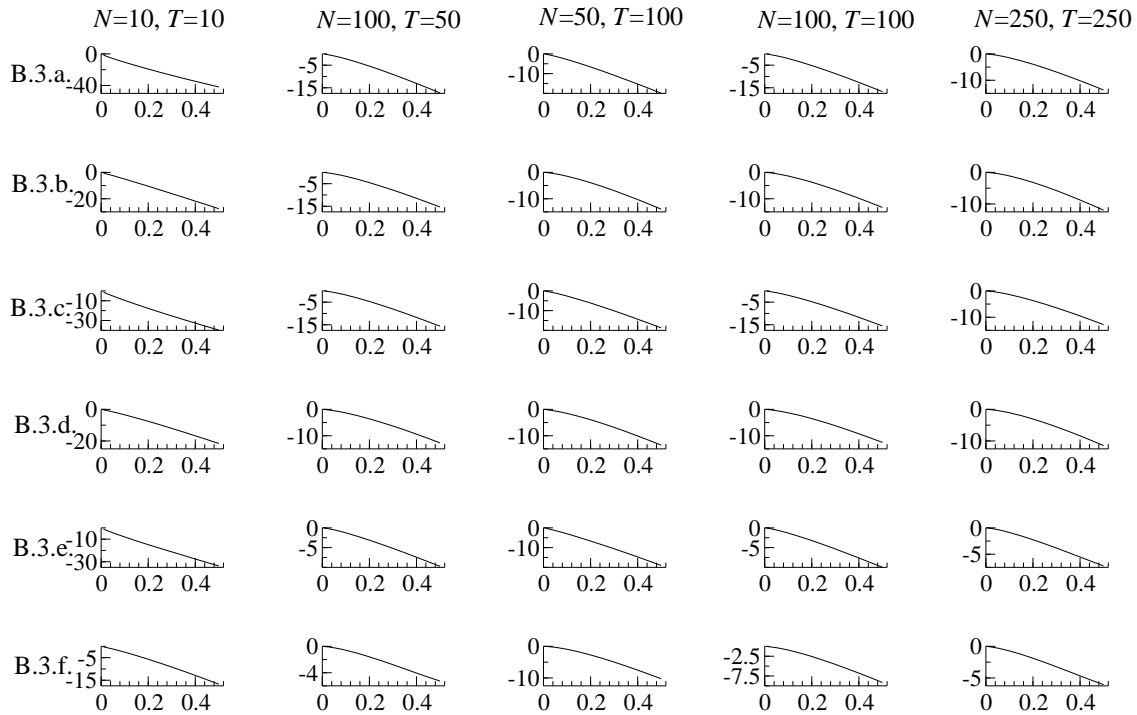 N=10, T=10 N=100, T=50 N=50, T=100 N=100, T=100 N=250, T=250
0 -5 0 -5 0
B.3.a. -40 -15 -10 -15 -10
0 0.2 0.4 0 0.2 0.4 0 0.2 0.4 0 0.2 0.4 0 0.2 0.4
0 -5 0 0 0
B.3.b. -20 -15 -10 -10 -10
0 0.2 0.4 0 0.2 0.4 0 0.2 0.4 0 0.2 0.4 0 0.2 0.4
-10 -5 0 -5 0
B.3.c. -30 -15 -10 -15 -10
0 0.2 0.4 0 0.2 0.4 0 0.2 0.4 0 0.2 0.4 0 0.2 0.4
0 0 0 0 0
B.3.d. -20 -10 -10 -10 -10
0 0.2 0.4 0 0.2 0.4 0 0.2 0.4 0 0.2 0.4 0 0.2 0.4
-10 0 0 0 0
B.3.e. -30 -5 -10 -5 -5
0 0.2 0.4 0 0.2 0.4 0 0.2 0.4 0 0.2 0.4 0 0.2 0.4
-5 0 0 -2.5 0
B.3.f. -15 -4 -10 -7.5 -5
0 0.2 0.4 0 0.2 0.4 0 0.2 0.4 0 0.2 0.4 0 0.2 0.4